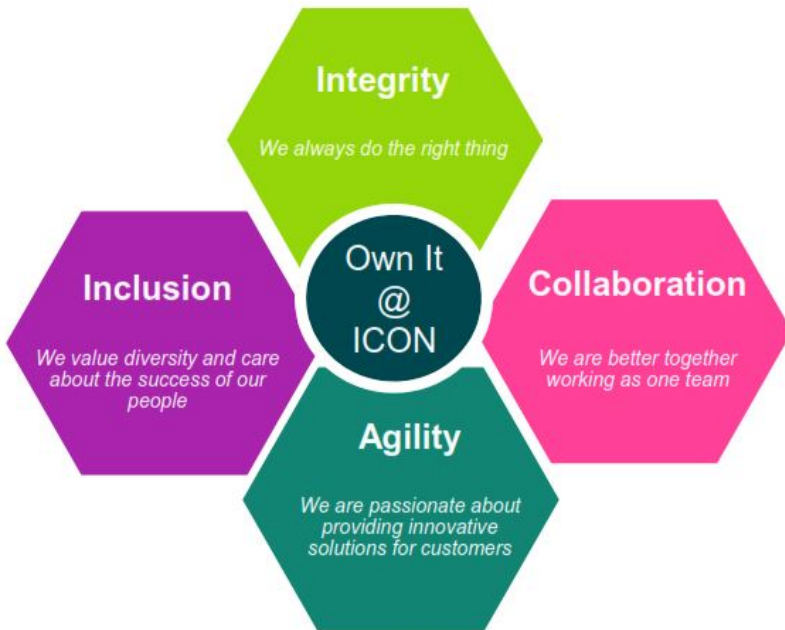 Integrity
We always do the right thing
Own It
@
ICON
Inclusion
We value diversity and care
about the success of our
people
Collaboration
We are better together
working as one team
Agility
We are passionate about
providing innovative
solutions for customers